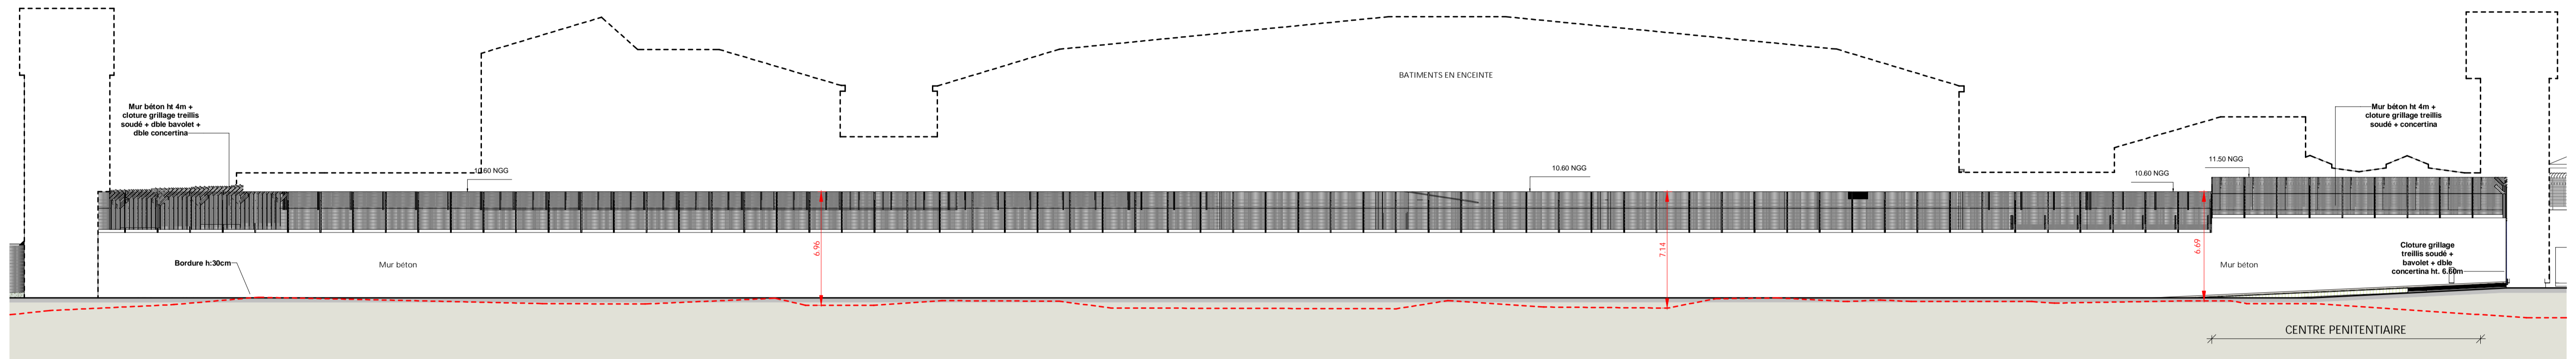 BATIMENTS EN ENCEINTE
Mur béton ht 4m +
cloture grillage treillis
soudé + dble bavolet +
dble concertina
Mur béton ht 4m +
cloture grillage treillis
soudé + concertina
10.60 NGG
10.60 NGG
10.60 NGG
11.50 NGG
6.96
7.14
6.69
Bordure h:30cm
Mur béton
Mur béton
Cloture grillage
treillis soudé +
bavolet + dble
concertina ht. 6.60m
CENTRE PENITENTIAIRE